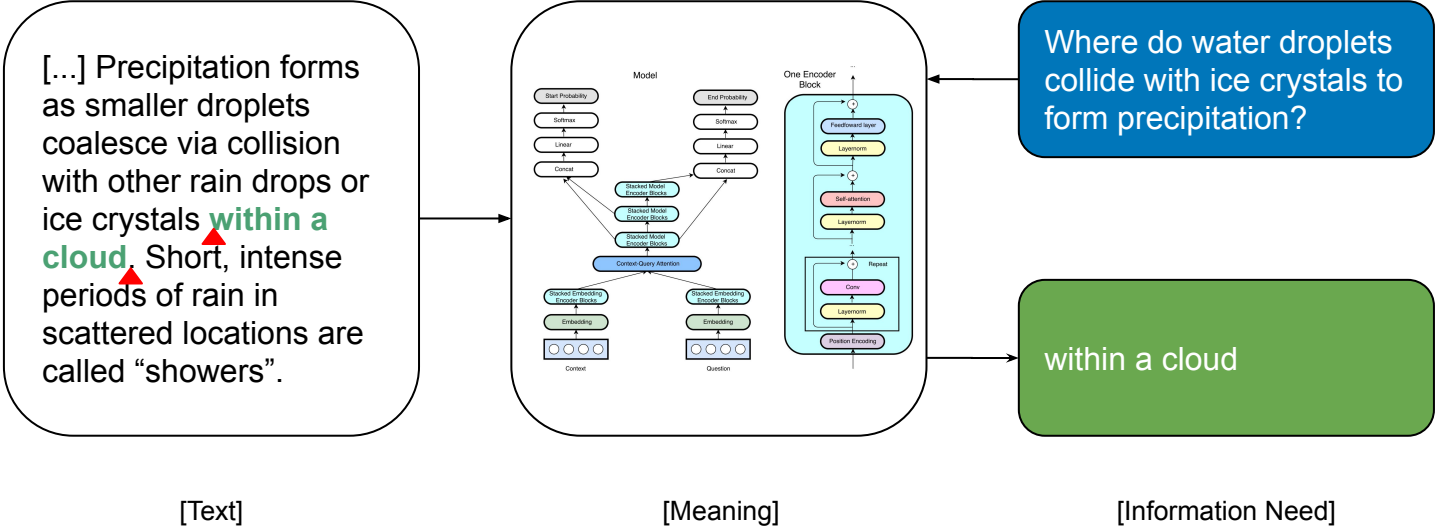 [...] Precipitation forms
as smaller droplets
coalesce via collision
with other rain drops or
ice crystals within a
cloud. Short, intense
periods of rain in
scattered locations are
called “showers”.
Model
Start Probability
Softmax
Linear
Concat
End Probability
Softmax
Linear
Concat
Stacked Model
Encoder Blocks
Stacked Model
Encoder Blocks
Stacked Model
Encoder Blocks
Context-Query Attention
Stacked Embedding
Encoder Blocks
Embedding
Context
Stacked Embedding
Encoder Blocks
Embedding
Question
One Encoder
Block
...
+
Feedfoward layer
Layernorm
+
...
Self-attention
Layernorm
...
+
Repeat
Conv
Layernorm
Position Encoding
Where do water droplets
collide with ice crystals to
form precipitation?
within a cloud
[Text]
[Meaning]
[Information Need]